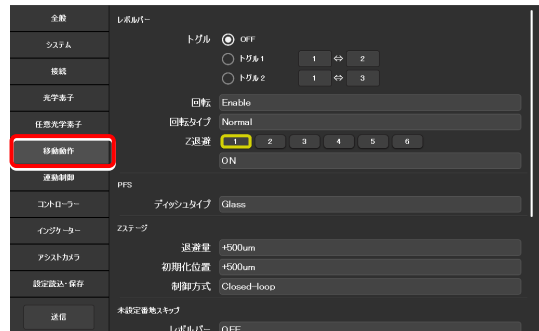 全般
システム
接続
光学素子
任意光学素子
移動動作
連動制御
コントローラー
インジケーター
アシストカメラ
設定読込・保存
送信
レボルバー
トグル OFF
トグル1 1 ⇔ 2
トグル2 1 ⇔ 3
回転 Enable
回転タイプ Normal
Z退避 1 2 3 4 5 6
ON
PFS
ディッシュタイプ Glass
Zステージ
退避量 +500um
初期化位置 +500um
制御方式 Closed-loop
未設定番地スキップ
レボルバー OFF